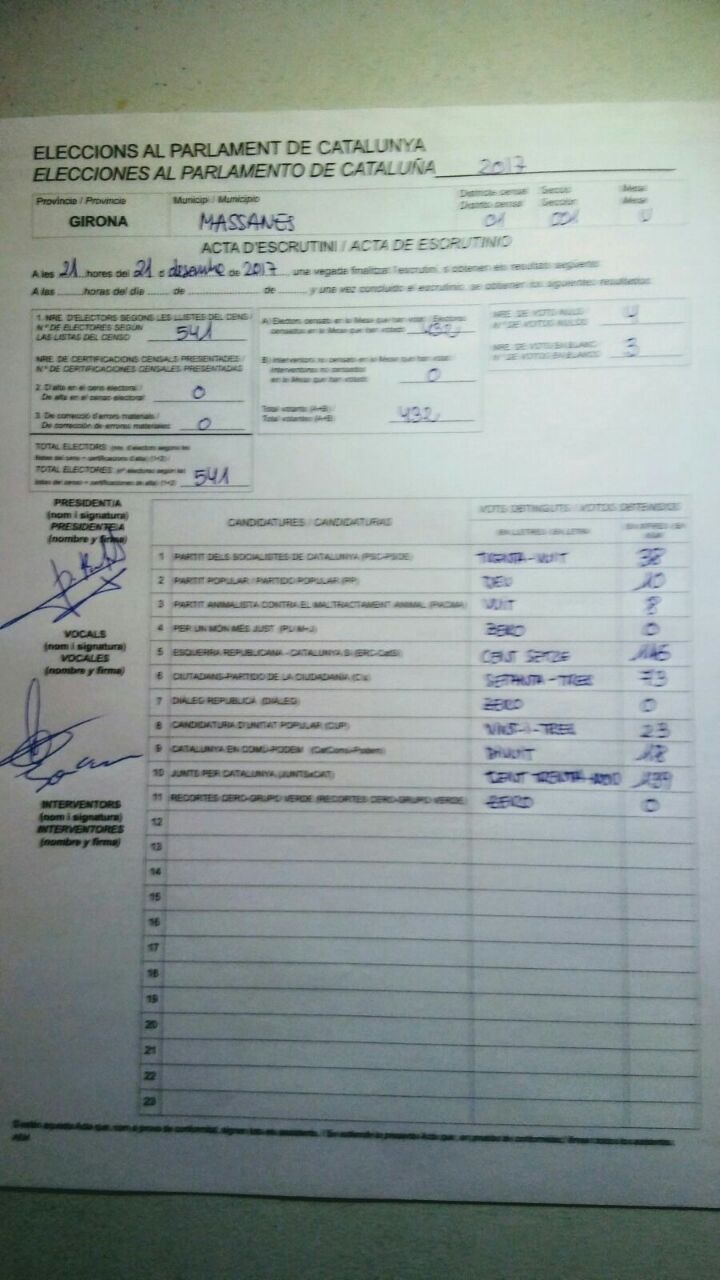 ELECCIONS AL PARLAMENT DE CATALUNYA
ELECCIONES AL PARLAMENTO DE CATALUÑA 2017
Província / Provincia Municipi / Municipio Districte censal Secció Mesa
Distrito censal Sección Mesa
GIRONA MASSANES 01 001 U
ACTA D'ESCRUTINI / ACTA DE ESCRUTINIO
A les 21 hores del 21 d desembre de 2017, una vegada finalitzat l'escrutini, s'obtenen els resultats següents:
A las ........ horas del día ........ de ........ de ........ y una vez concluido el escrutinio, se obtienen los siguientes resultados:
1. NRE. D'ELECTORS SEGONS LES LLISTES DEL CENS /
Nº DE ELECTORES SEGÚN
LAS LISTAS DEL CENSO 541
NRE. DE CERTIFICACIONS CENSALS PRESENTADES /
Nº DE CERTIFICACIONES CENSALES PRESENTADAS
2. D'alta en el cens electoral /
De alta en el censo electoral 0
3. De correcció d'errors materials /
De corrección de errores materiales 0
TOTAL ELECTORS
TOTAL ELECTORES 541
A) Electors censats en la Mesa que han votat / Electores
censados en la Mesa que han votado 432
B) Interventors no censats en la Mesa que han votat /
Interventores no censados
en la Mesa que han votado 0
Total votants (A+B) /
Total votantes (A+B) 432
NRE. DE VOTS NULS /
Nº DE VOTOS NULOS 4
NRE. DE VOTS EN BLANC /
Nº DE VOTOS EN BLANCO 3
PRESIDENT/A
(nom i signatura)
PRESIDENTE/A
(nombre y firma)
VOCALS
(nom i signatura)
VOCALES
(nombre y firma)
INTERVENTORS
(nom i signatura)
INTERVENTORES
(nombre y firma)
CANDIDATURES / CANDIDATURAS VOTS OBTINGUTS / VOTOS OBTENIDOS
EN LLETRES / EN LETRA EN XIFRES / EN
1 PARTIT DELS SOCIALISTES DE CATALUNYA (PSC-PSOE) TRENTA-VUIT 38
2 PARTIT POPULAR / PARTIDO POPULAR (PP) DEU 10
3 PARTIT ANIMALISTA CONTRA EL MALTRACTAMENT ANIMAL (PACMA) VUIT 8
4 PER UN MÓN MÉS JUST (PUM+J) ZERO 0
5 ESQUERRA REPUBLICANA - CATALUNYA SÍ (ERC-CatSí) CENT SETZE 116
6 CIUTADANS-PARTIDO DE LA CIUDADANÍA (C's) SETANTA-TRES 73
7 DIÀLEG REPUBLICÀ (DIÀLEG) ZERO 0
8 CANDIDATURA D'UNITAT POPULAR (CUP) VINT-I-TRES 23
9 CATALUNYA EN COMÚ-PODEM (CatComú-Podem) DIVUIT 18
10 JUNTS PER CATALUNYA (JUNTSxCAT) CENT TRENTA-NOU 139
11 RECORTES CERO-GRUPO VERDE (RECORTES CERO-GRUPO VERDE) ZERO 0
12
13
14
15
16
17
18
19
20
21
22
23